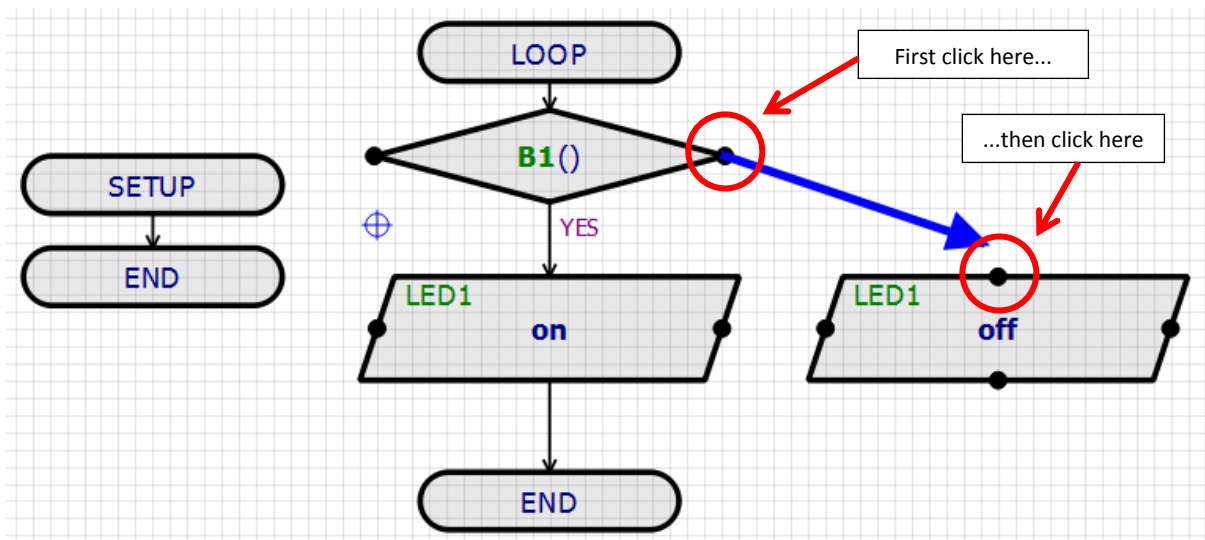 LOOP
First click here...
...then click here
B1()
SETUP
YES
END
LED1
on
LED1
off
END